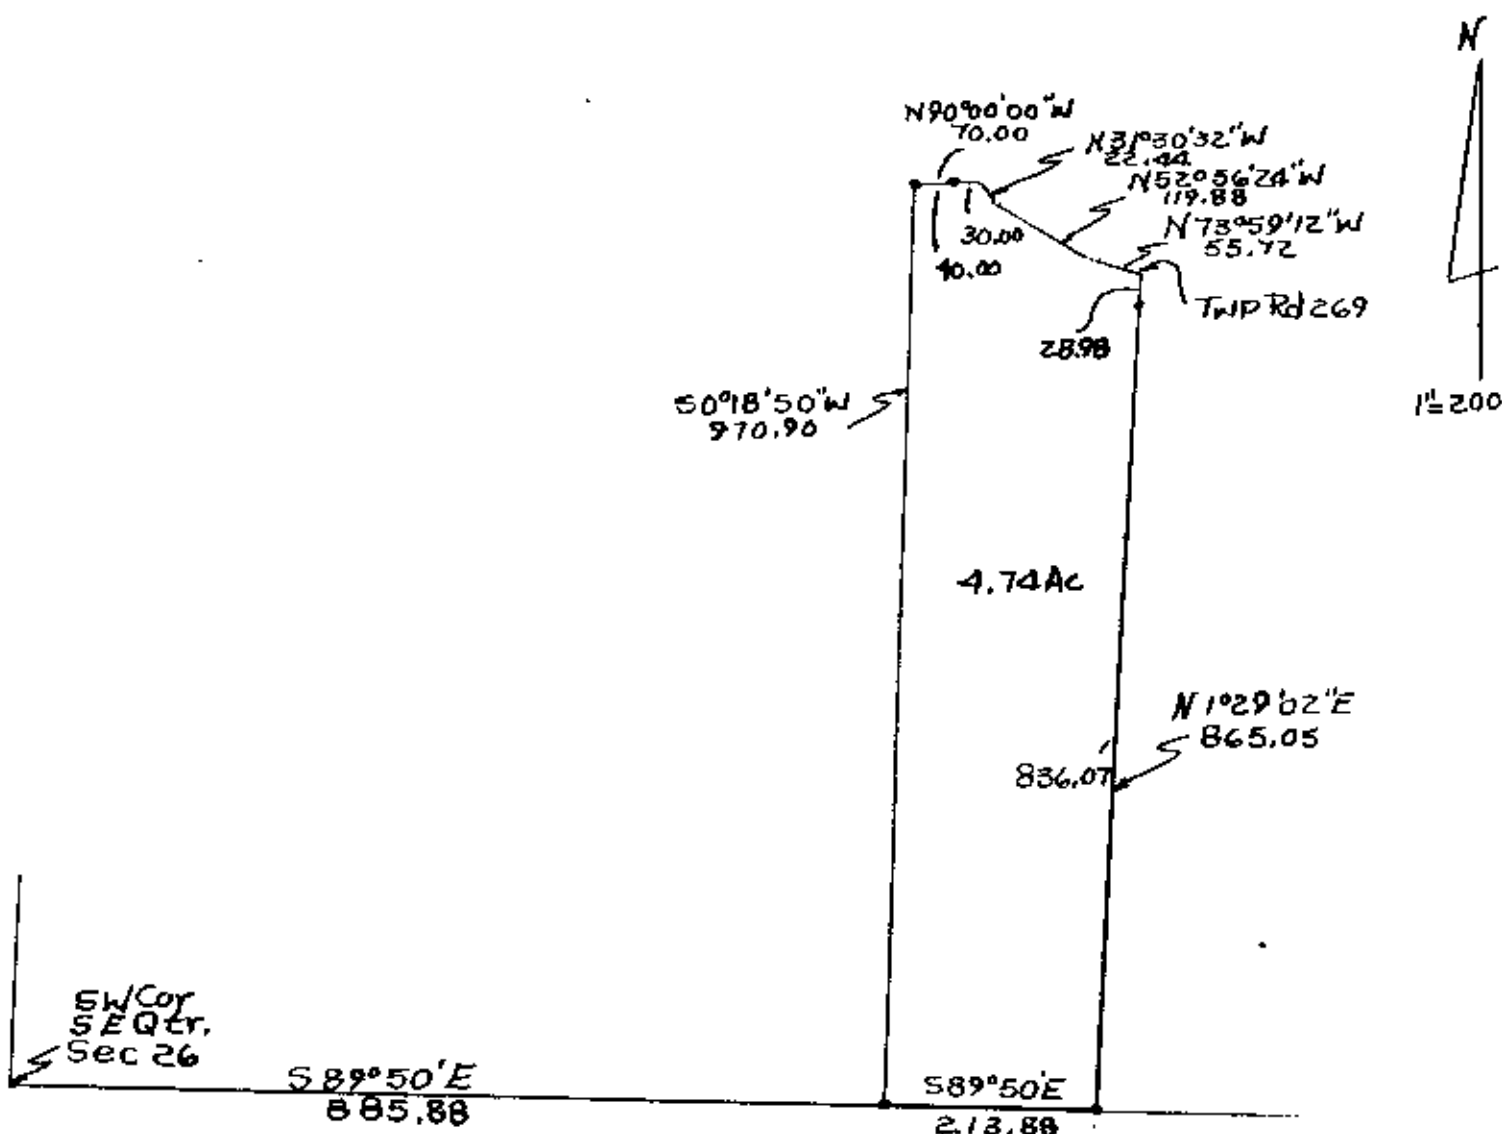 N
N90°00'00"W
70.00
N31°30'32"W
22.44
N52°56'24"W
119.88
N73°59'12"W
55.72
30.00
40.00
Twp Rd 269
28.98
1"=200
S0°18'50"W
970.90
4.74Ac
N 1°29'02"E
865.05
836.07
SW Cor
SE Qtr.
Sec 26
S89°50'E
885.88
S89°50'E
213.88